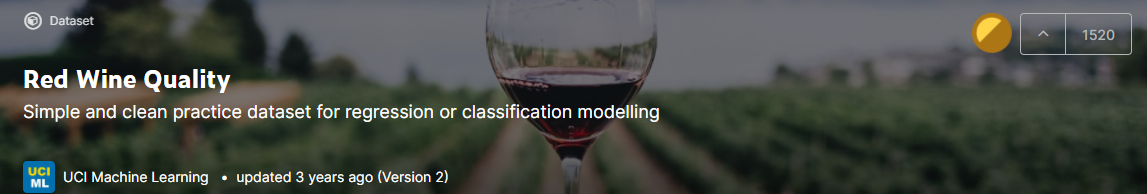 Dataset
1520
Red Wine Quality
Simple and clean practice dataset for regression or classification modelling
UCI
ML
UCI Machine Learning • updated 3 years ago (Version 2)